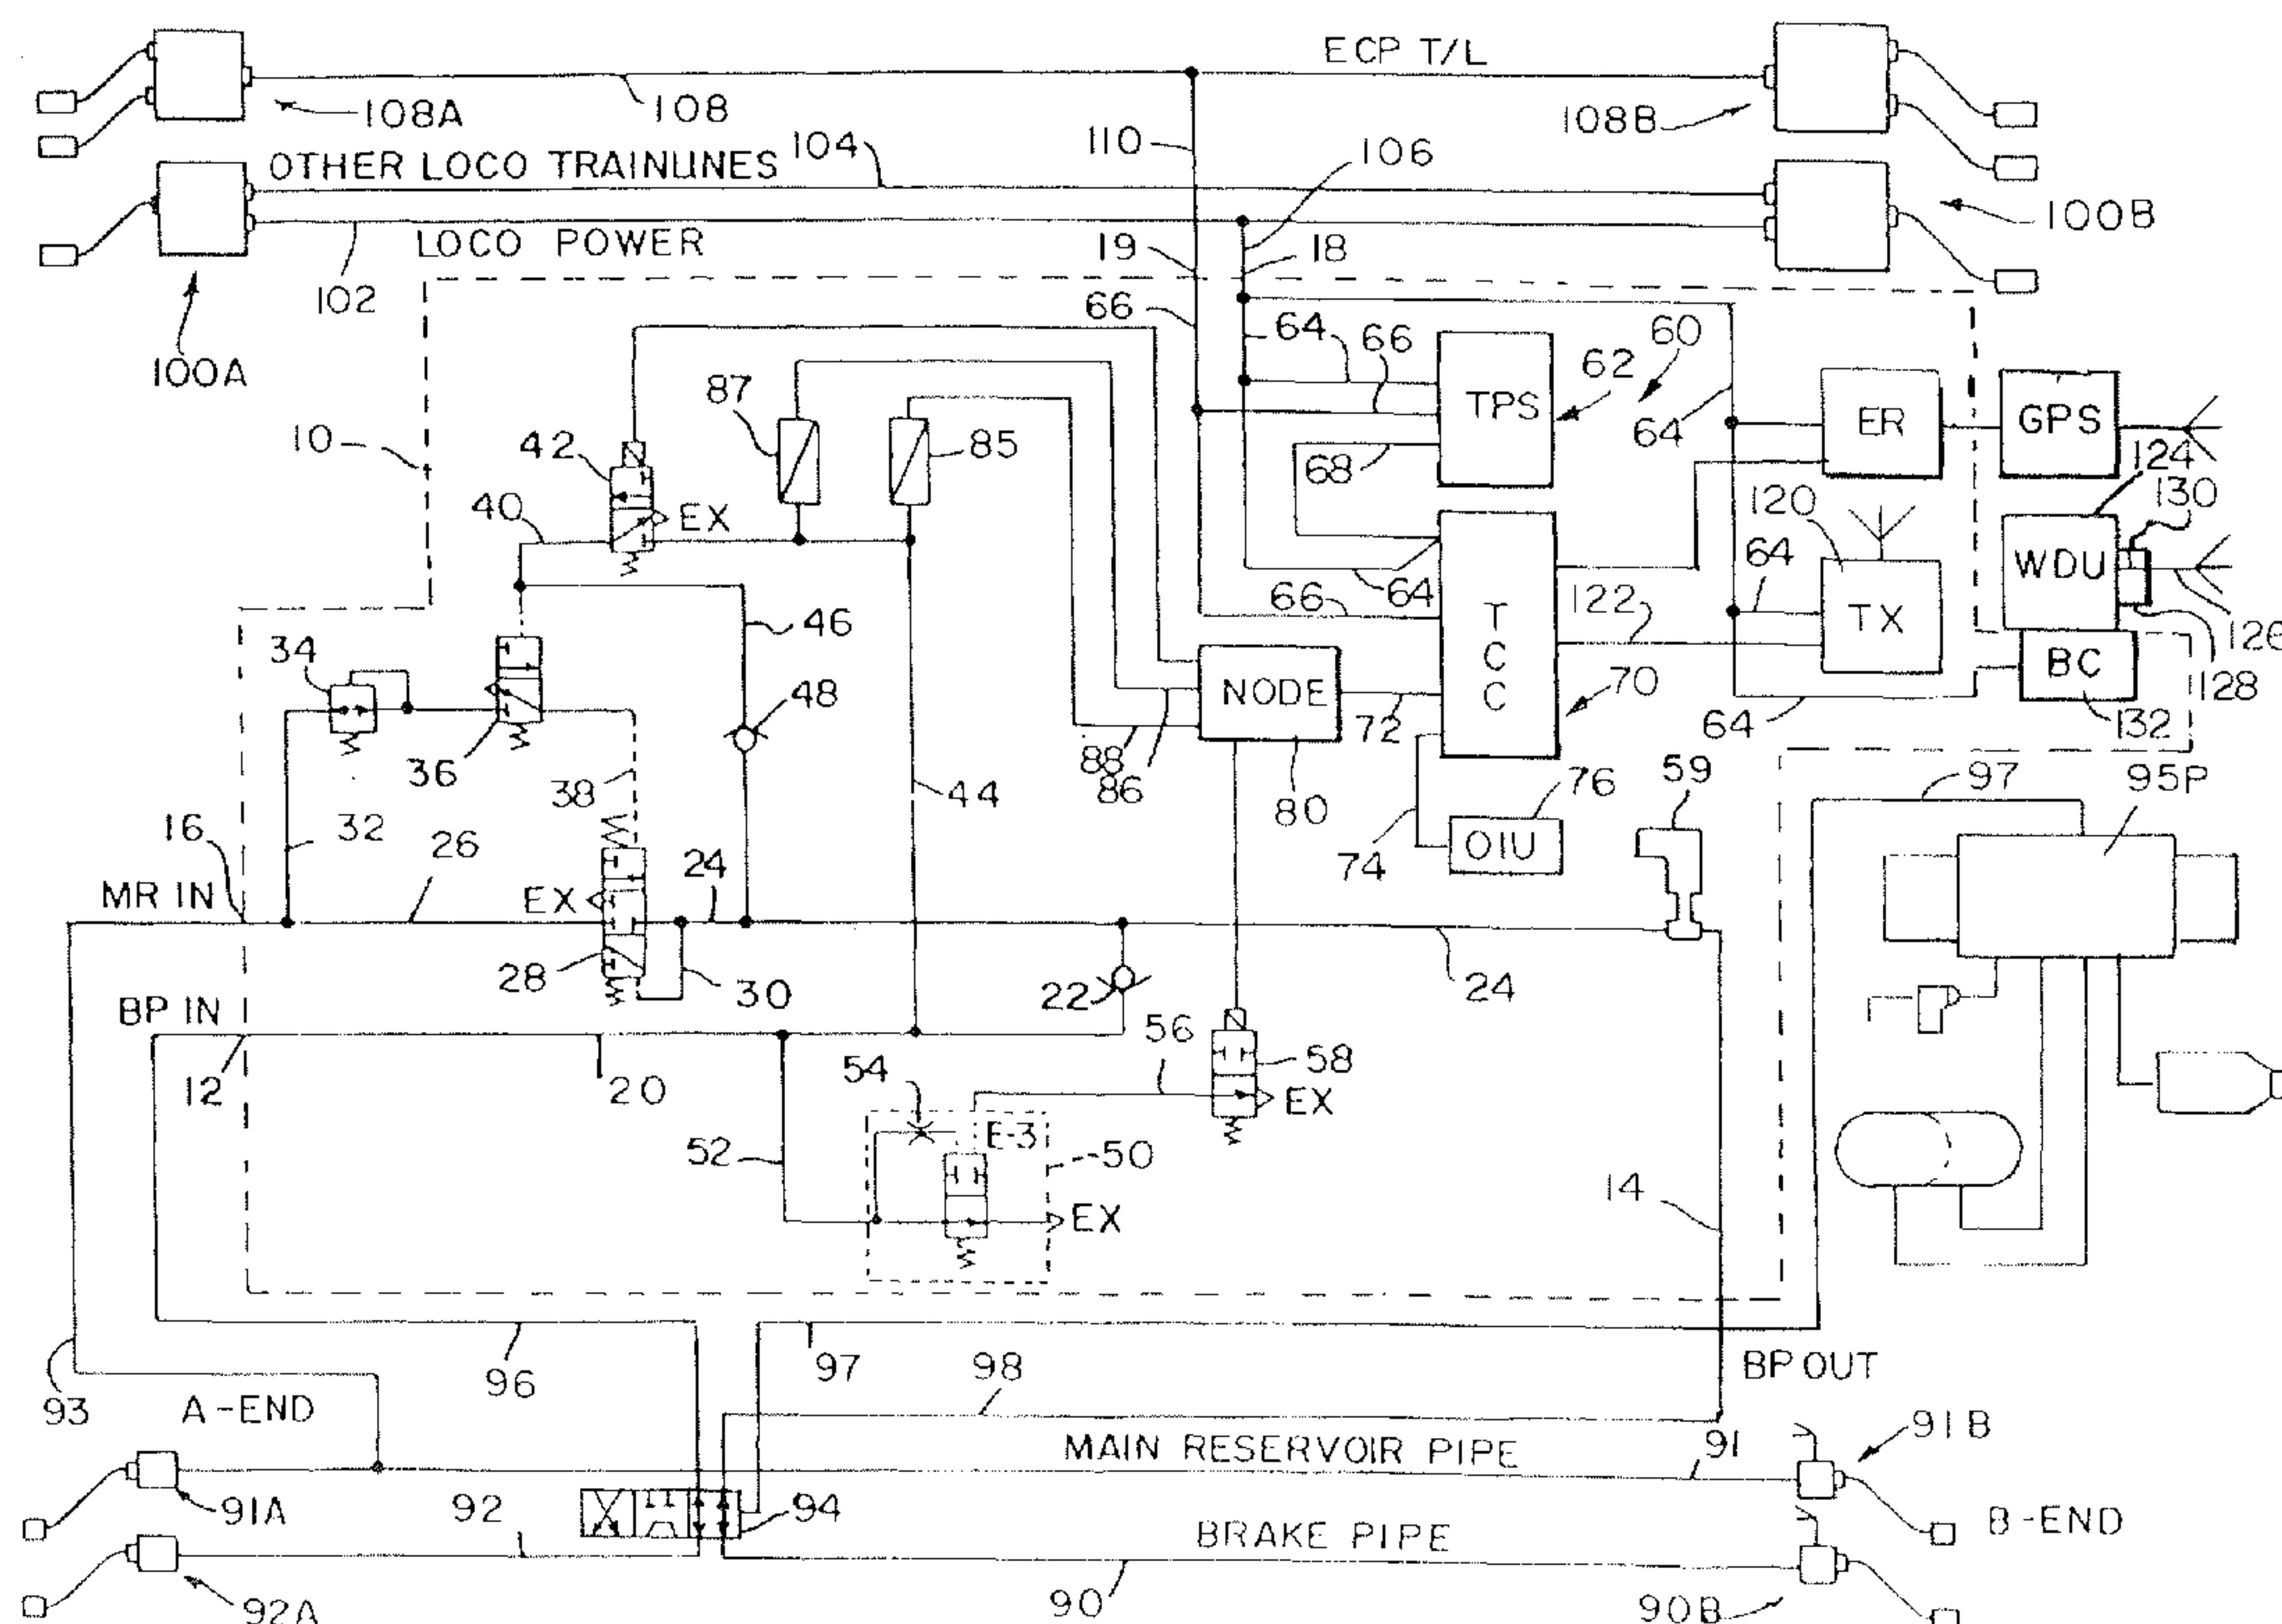 ECP T/L
108A
108
108B
110
106
OTHER LOCO TRAINLINES
104
100B
LOCO POWER
19
18
102
100A
66
64
66
60
62
TPS
87
85
10
42
EX
40
68
64
ER
GPS
124
130
120
WDU
126
128
64
TX
BC
132
64
66
64
122
46
34
36
48
NODE
T
C
C
70
72
88
86
80
44
38
74
76
OIU
59
97
95P
16
32
26
MR IN
EX
24
28
30
22
24
BP IN
12
20
54
56
58
EX
E-3
50
52
EX
14
96
97
98
BP OUT
93
A-END
MAIN RESERVOIR PIPE
91
91B
91A
92
94
BRAKE PIPE
B-END
92A
90
90B